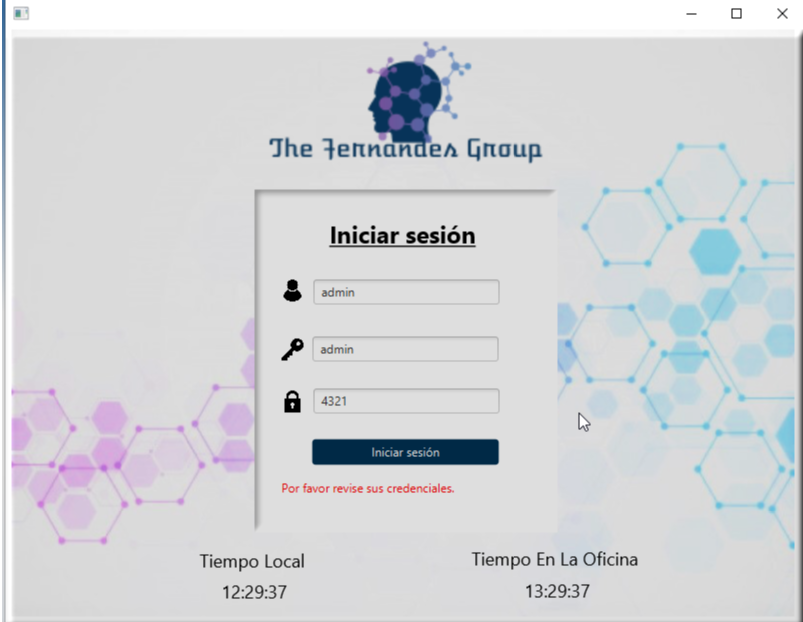 The Fernandes Group
Iniciar sesión
admin
admin
4321
Iniciar sesión
Por favor revise sus credenciales.
Tiempo Local
Tiempo En La Oficina
12:29:37
13:29:37